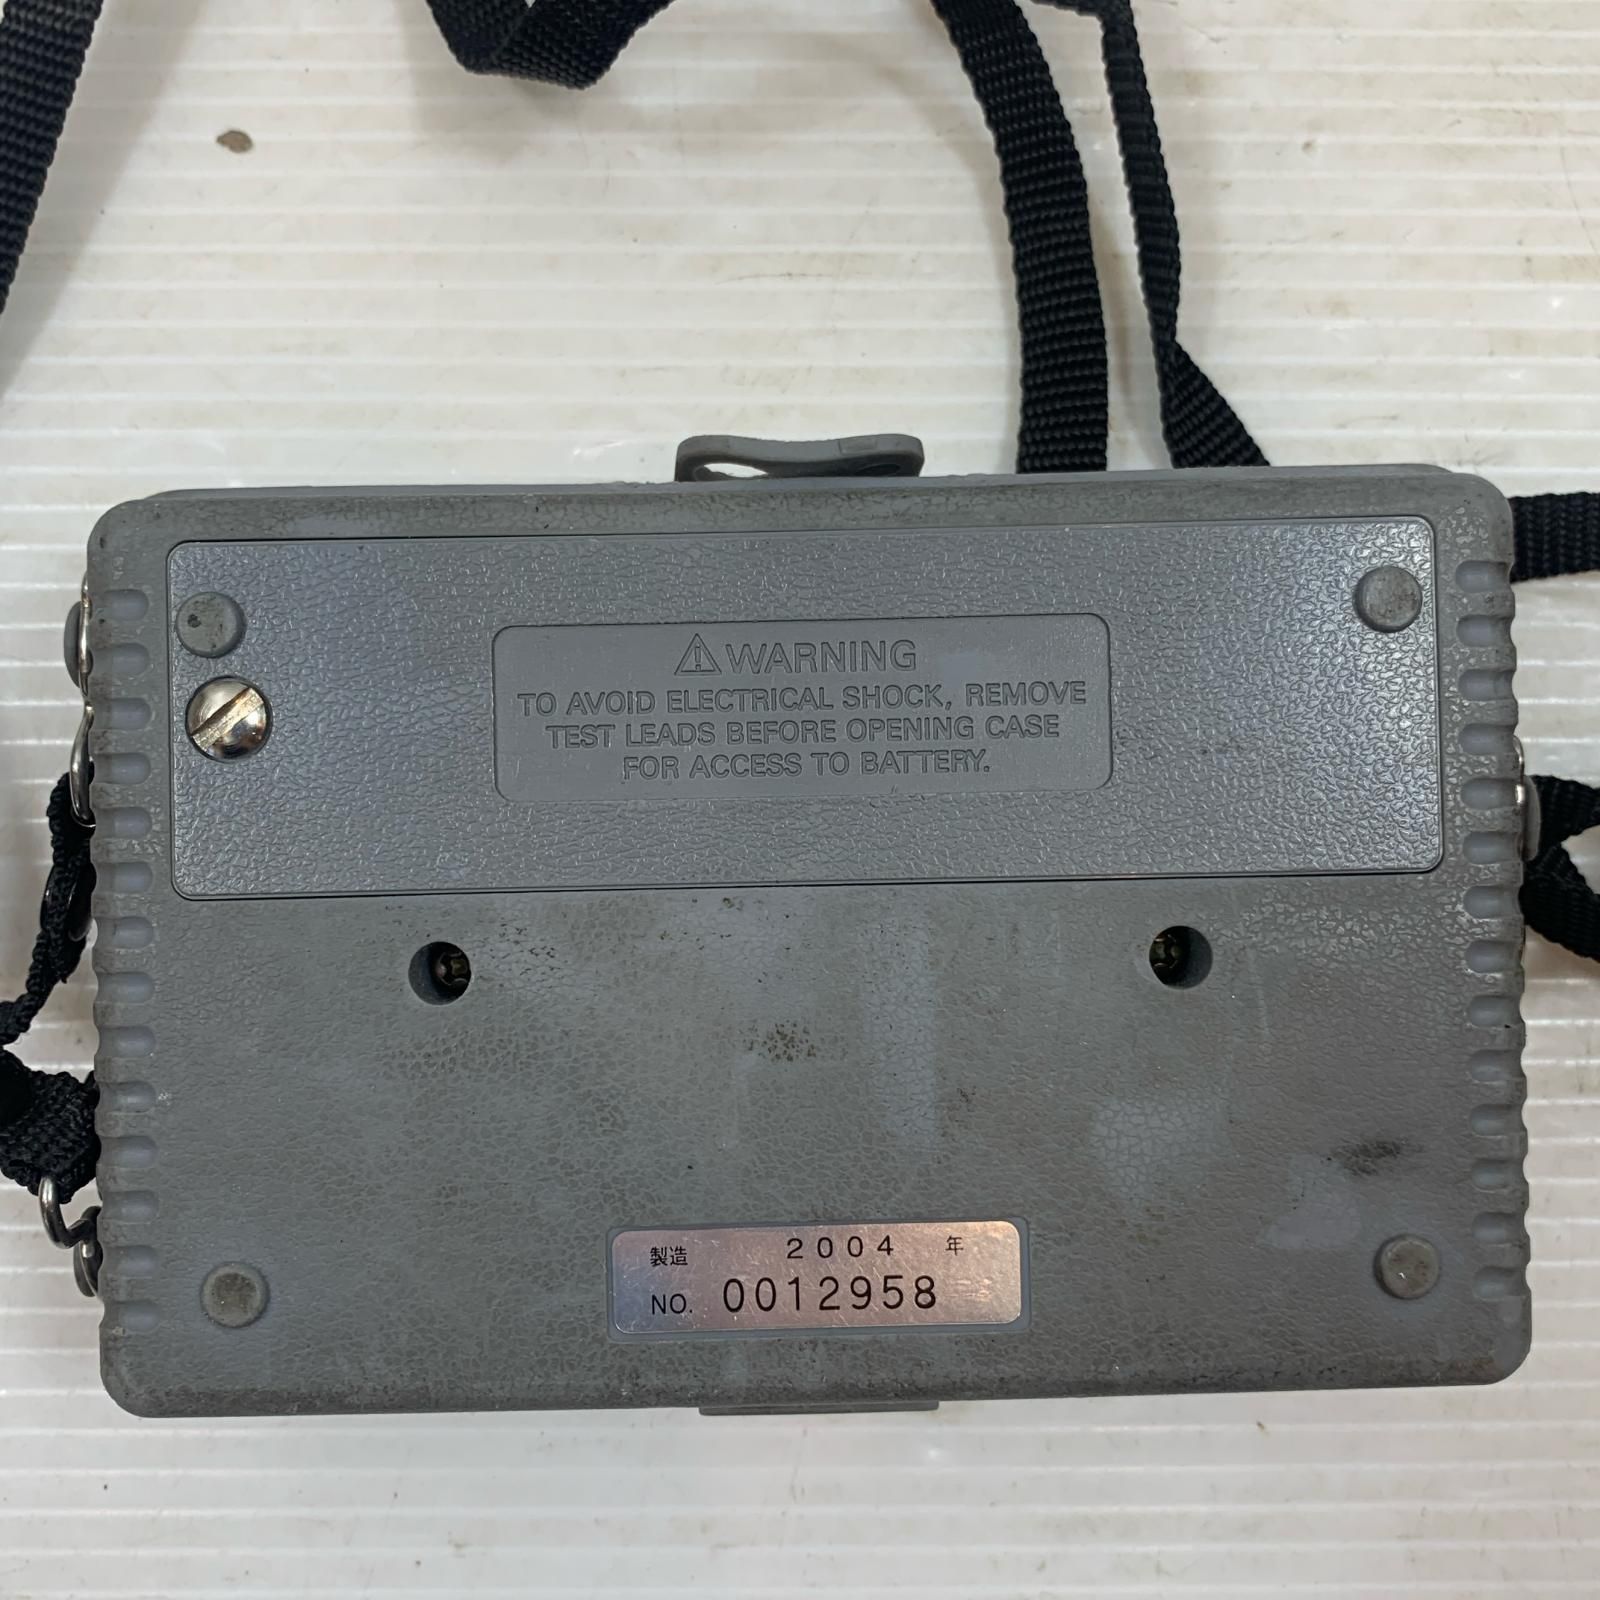 WARNING
TO AVOID ELECTRICAL SHOCK, REMOVE
TEST LEADS BEFORE OPENING CASE
FOR ACCESS TO BATTERY.
製造 2004 年
NO. 0012958